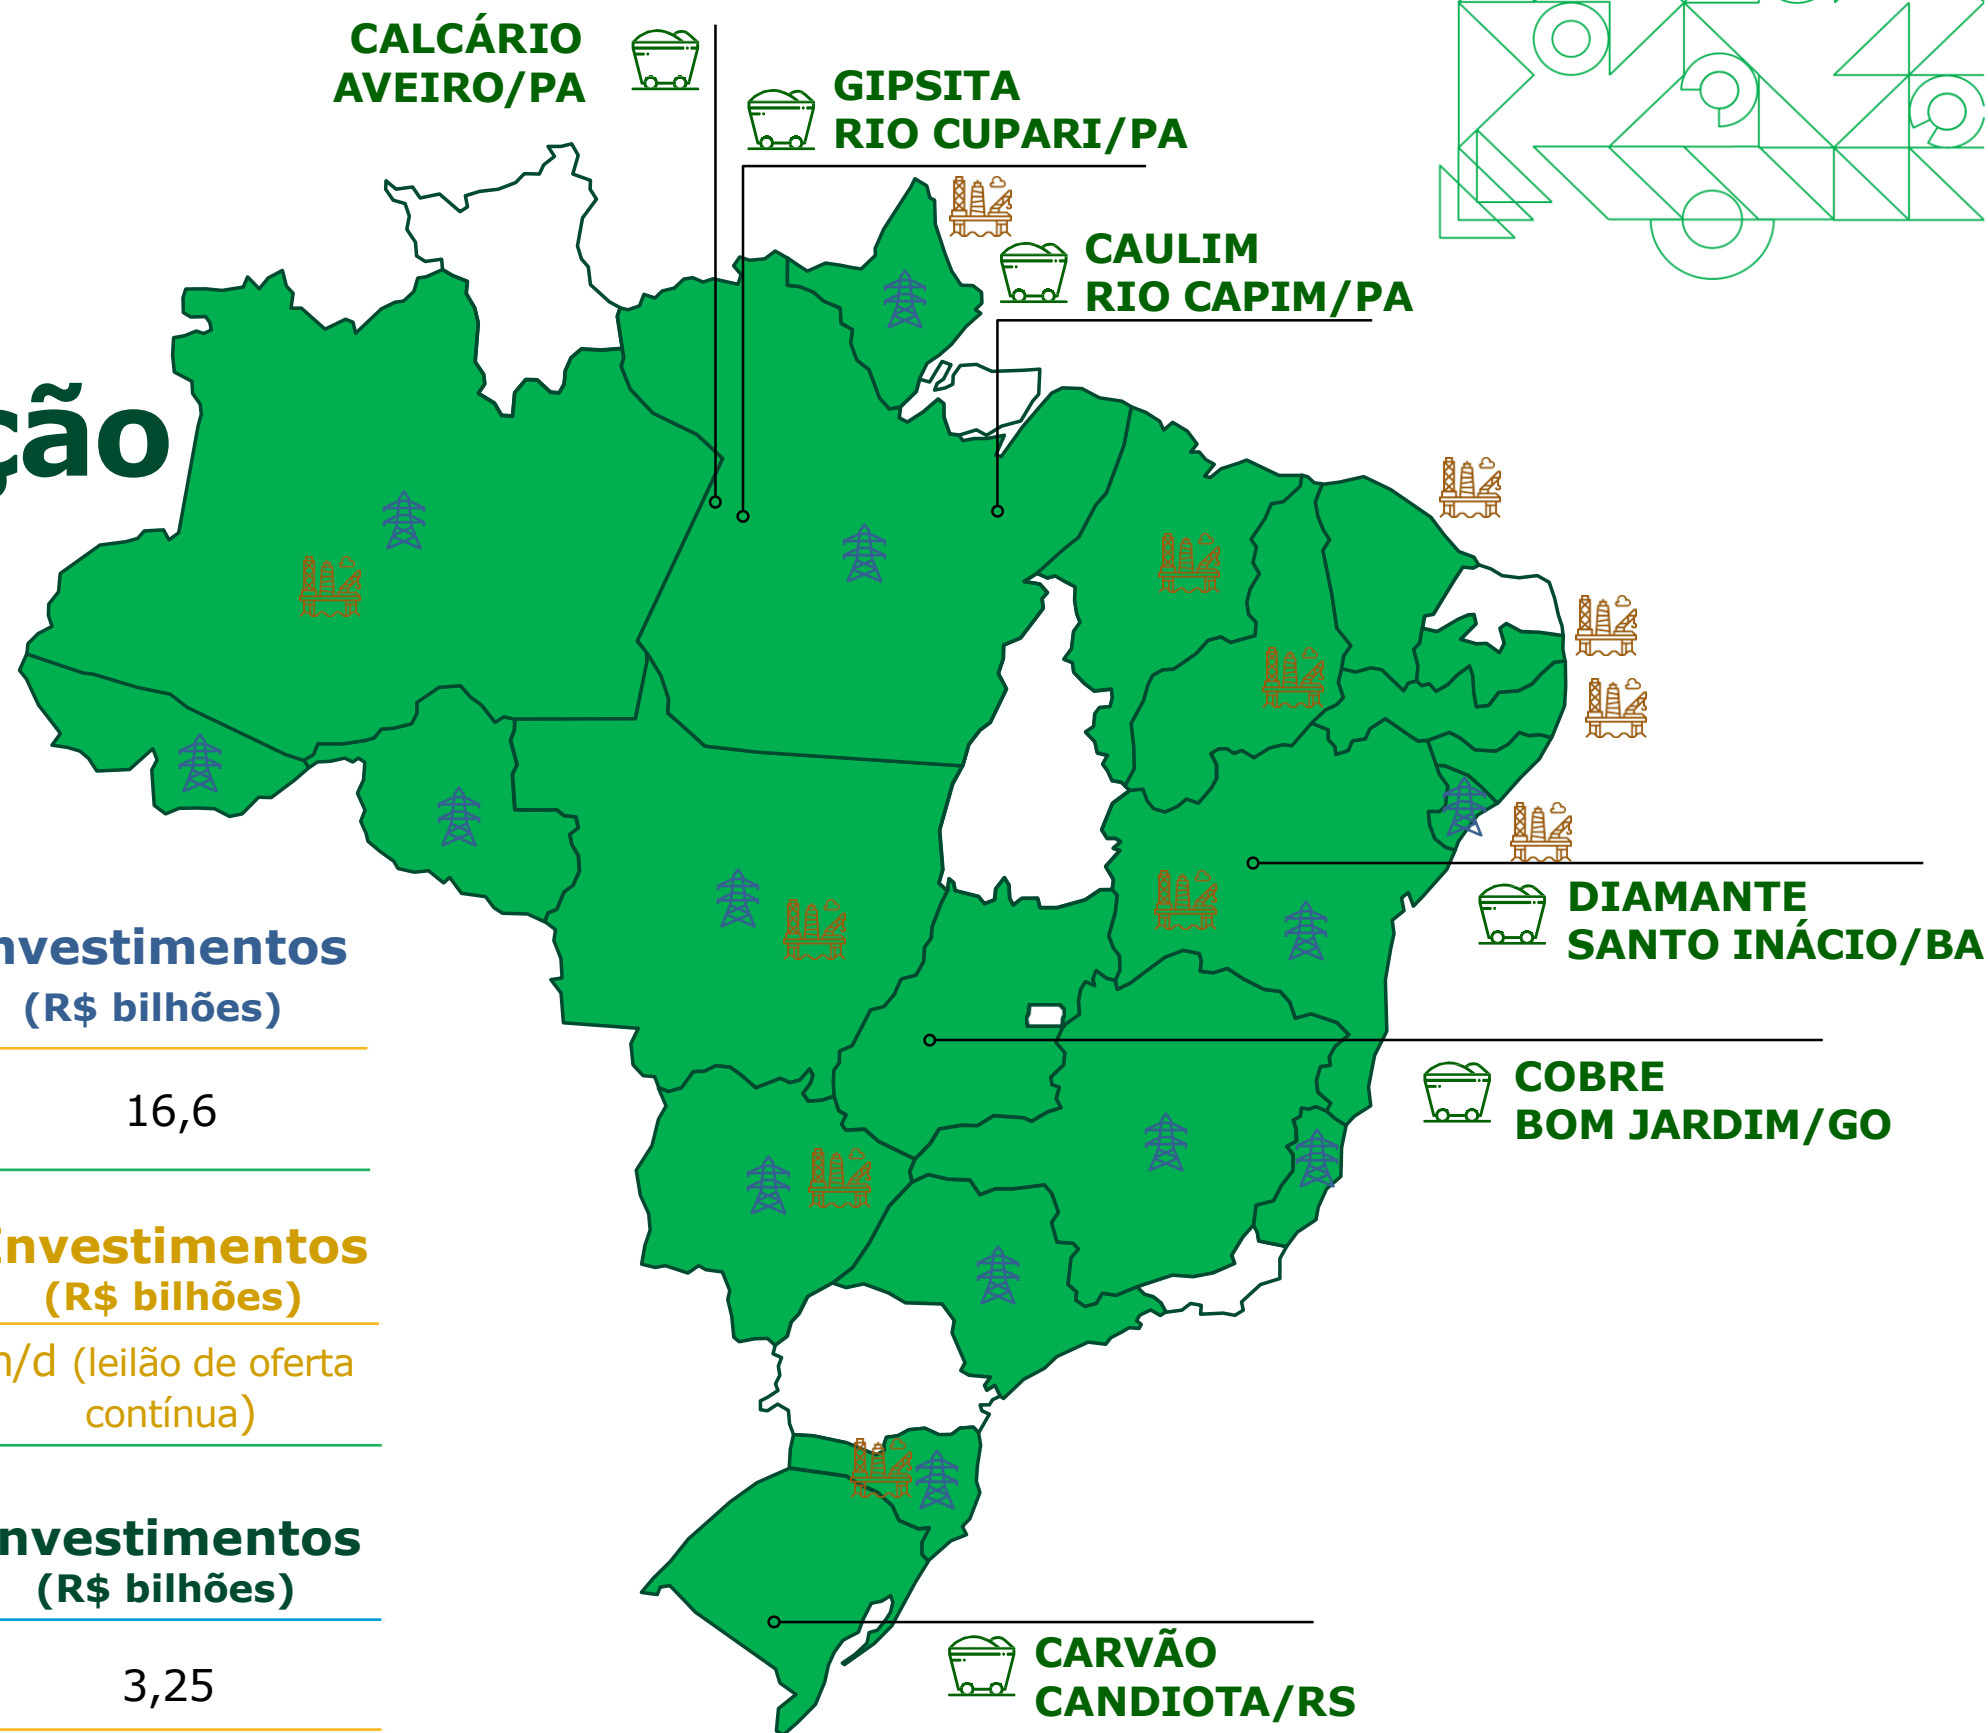 CALCÁRIO
AVEIRO/PA
GIPSITA
RIO CUPARI/PA
CAULIM
RIO CAPIM/PA
ção
nvestimentos
(R$ bilhões)
16,6
Investimentos
(R$ bilhões)
n/d (leilão de oferta
contínua)
nvestimentos
(R$ bilhões)
3,25
DIAMANTE
SANTO INÁCIO/BA
COBRE
BOM JARDIM/GO
CARVÃO
CANDIOTA/RS